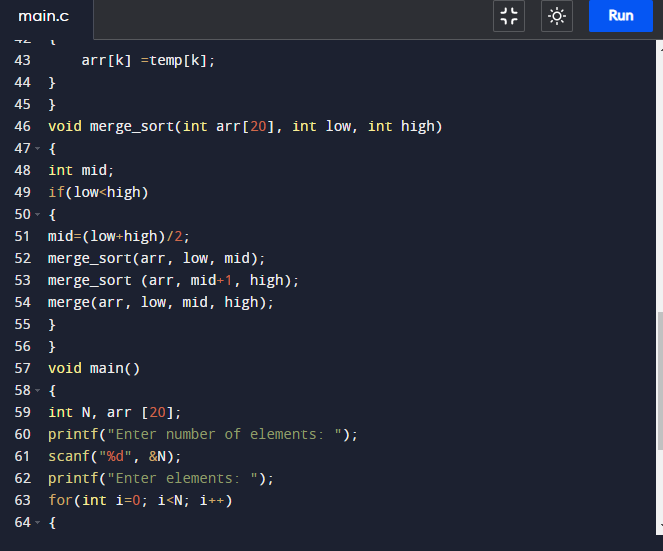 main.c
Run
42 {
43 arr[k] =temp[k];
44 }
45 }
46 void merge_sort(int arr[20], int low, int high)
47 {
48 int mid;
49 if(low<high)
50 {
51 mid=(low+high)/2;
52 merge_sort(arr, low, mid);
53 merge_sort (arr, mid+1, high);
54 merge(arr, low, mid, high);
55 }
56 }
57 void main()
58 {
59 int N, arr [20];
60 printf("Enter number of elements: ");
61 scanf("%d", &N);
62 printf("Enter elements: ");
63 for(int i=0; i<N; i++)
64 {